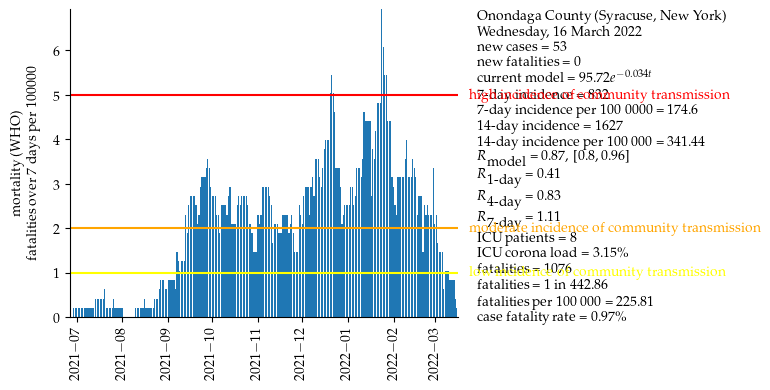 Onondaga County (Syracuse, New York)
Wednesday, 16 March 2022
new cases = 53
new fatalities = 0
current model = 95.72e^{−0.034t}
7-day incidence = 832
high incidence of community transmission
7-day incidence per 100 0000 = 174.6
14-day incidence = 1627
14-day incidence per 100 000 = 341.44
R_model = 0.87, [0.8, 0.96]
R_1-day = 0.41
R_4-day = 0.83
R_7-day = 1.11
moderate incidence of community transmission
ICU patients = 8
ICU corona load = 3.15%
fatalities = 1076
low incidence of community transmission
fatalities = 1 in 442.86
fatalities per 100 000 = 225.81
case fatality rate = 0.97%
mortality (WHO)
fatalities over 7 days per 100000
6
5
4
3
2
1
0
2021−07
2021−08
2021−09
2021−10
2021−11
2021−12
2022−01
2022−02
2022−03